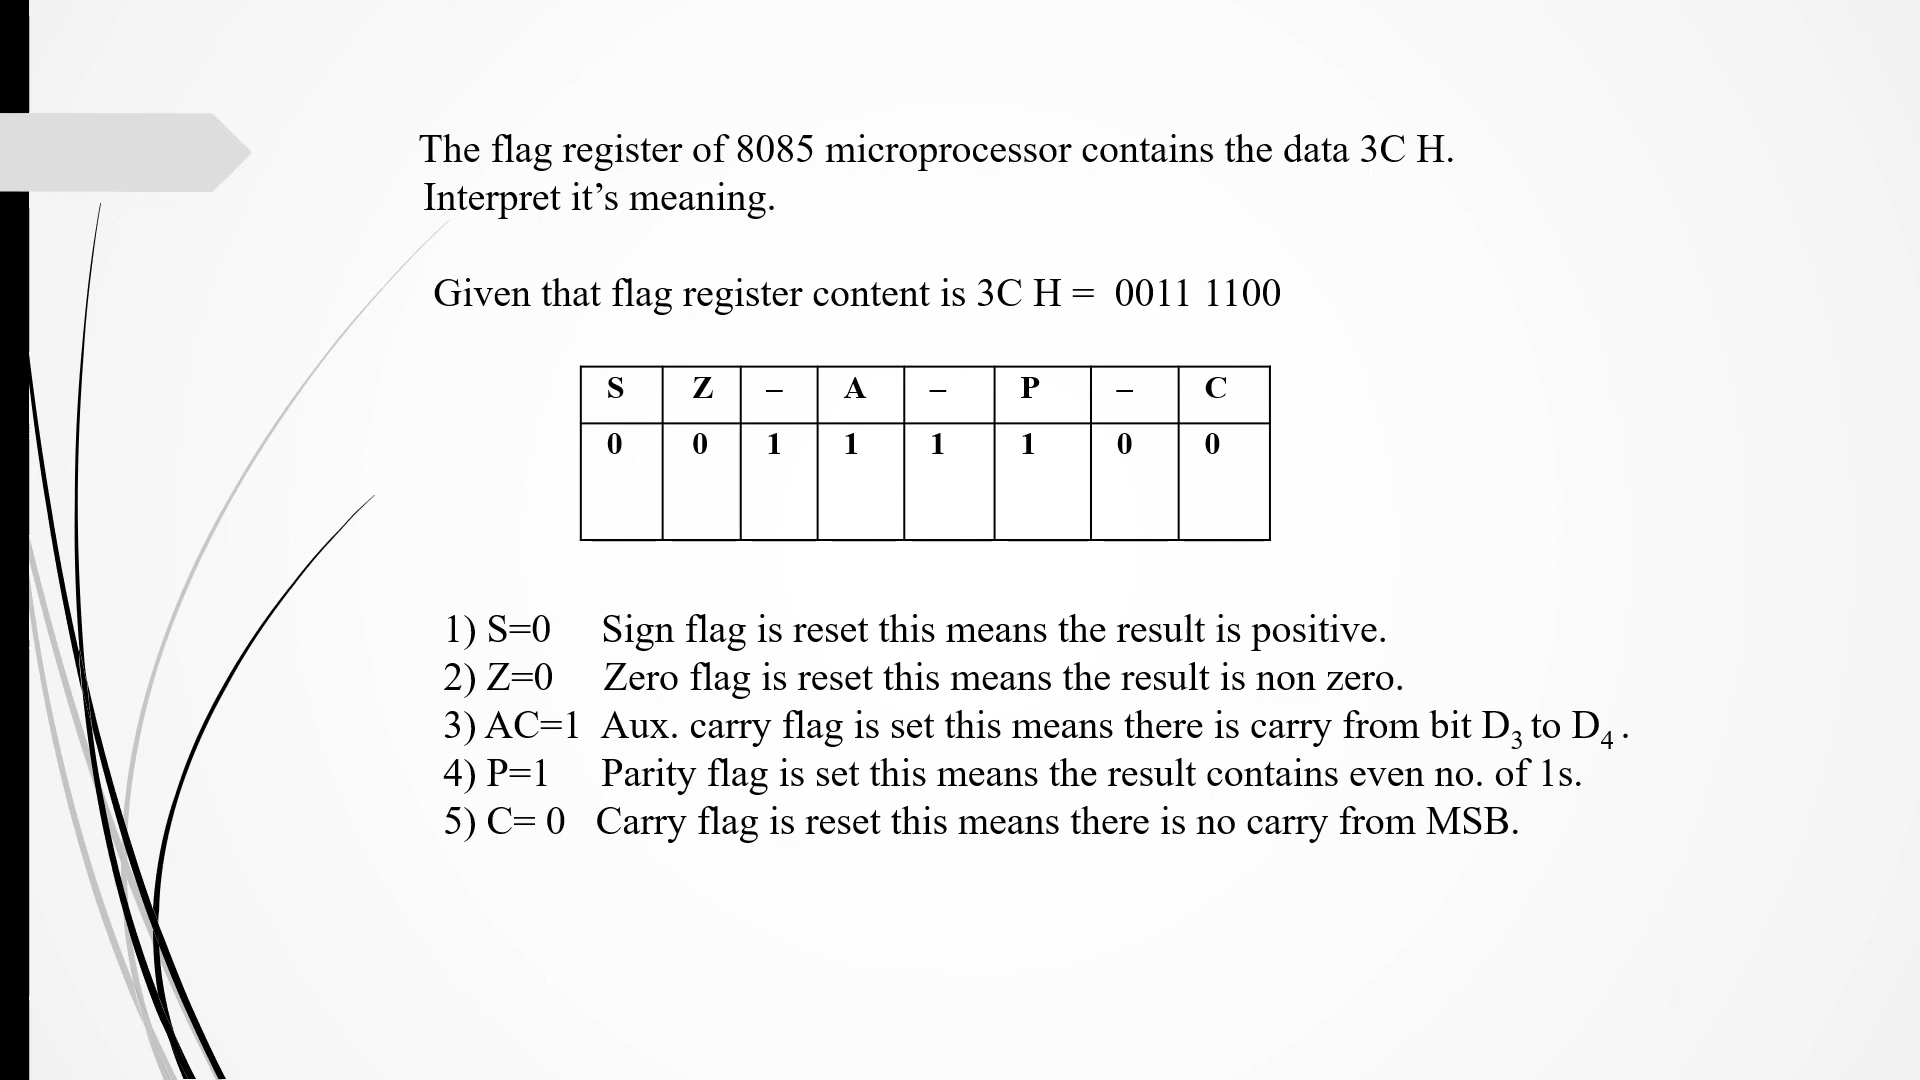 The flag register of 8085 microprocessor contains the data 3C H.
Interpret it’s meaning.
Given that flag register content is 3C H = 0011 1100
S Z – A – P – C
0 0 1 1 1 1 0 0
1) S=0 Sign flag is reset this means the result is positive.
2) Z=0 Zero flag is reset this means the result is non zero.
3) AC=1 Aux. carry flag is set this means there is carry from bit D3 to D4 .
4) P=1 Parity flag is set this means the result contains even no. of 1s.
5) C= 0 Carry flag is reset this means there is no carry from MSB.